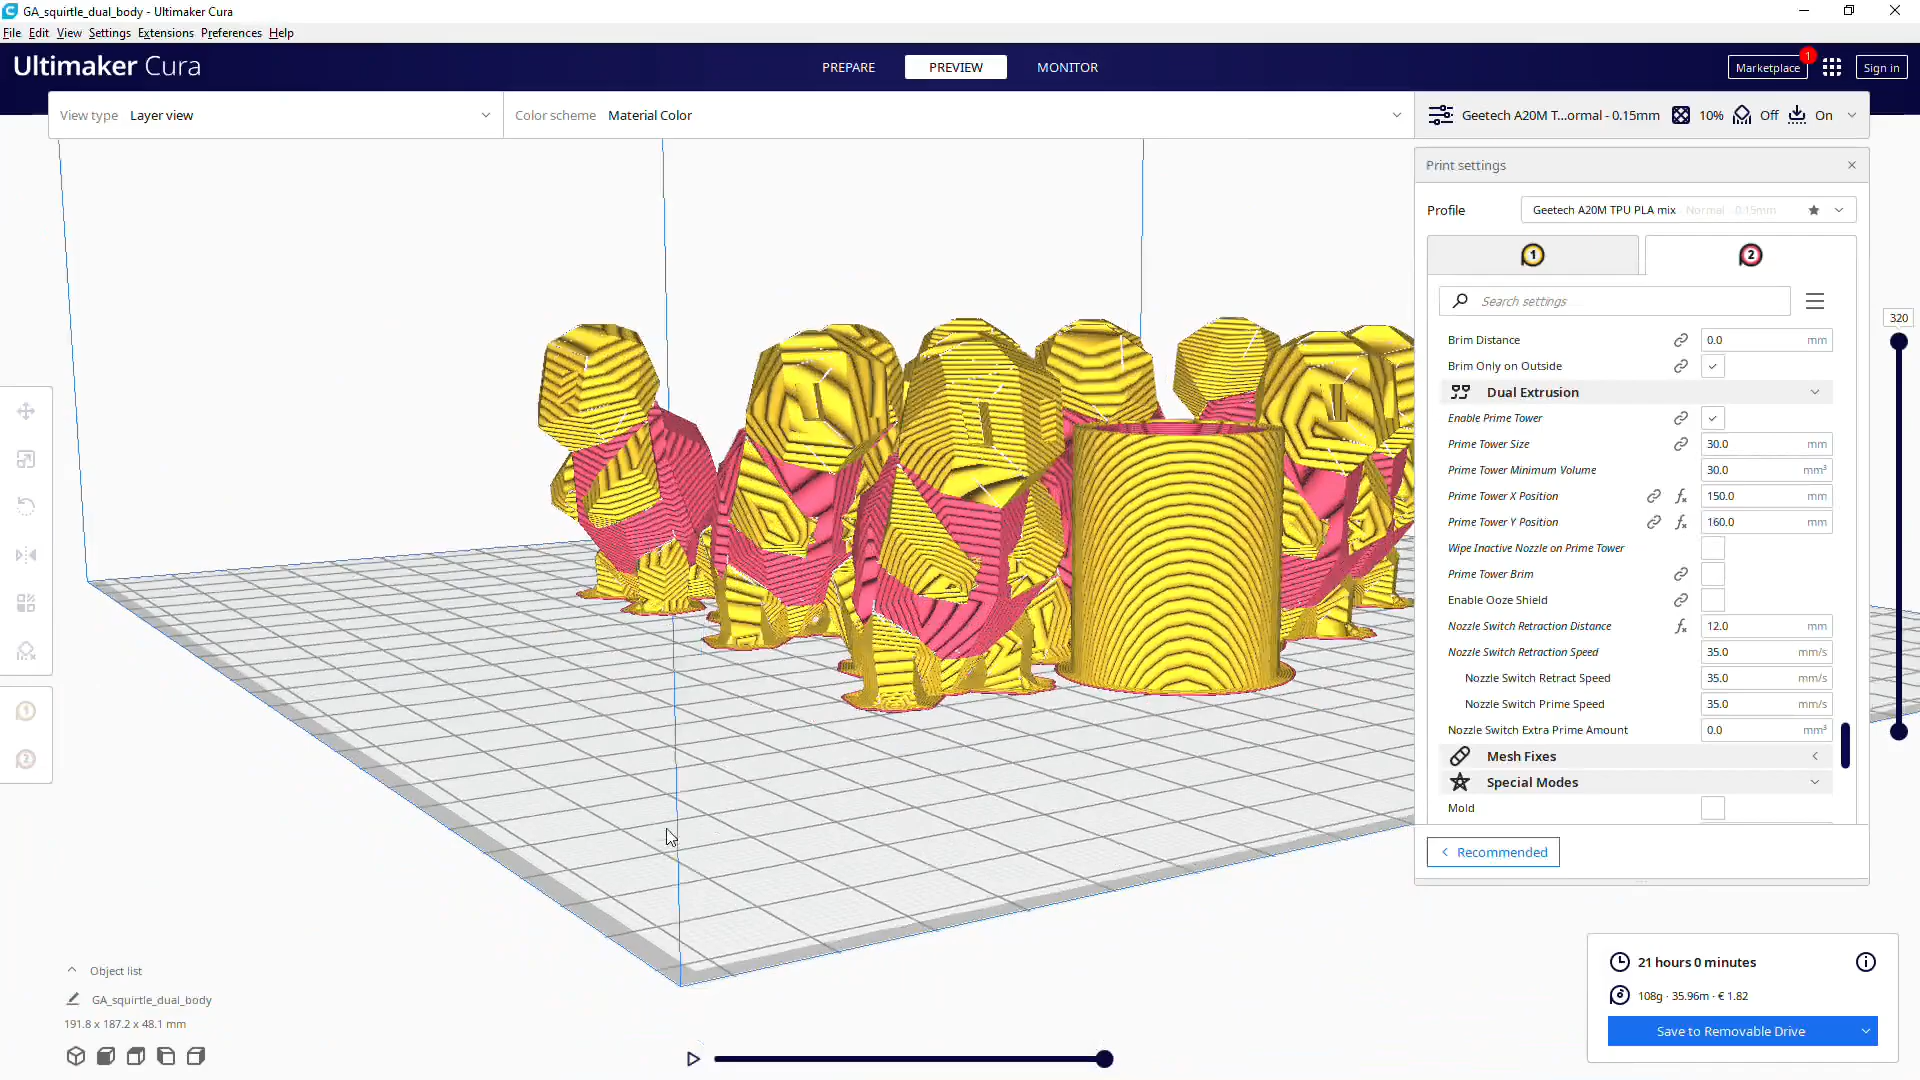 GA_squirtle_dual_body - Ultimaker Cura
File Edit View Settings Extensions Preferences Help
Ultimaker Cura
PREPARE PREVIEW MONITOR
Marketplace 1 Sign in
View type Layer view
Color scheme Material Color
Geetech A20M T...ormal - 0.15mm 10% Off On
Print settings
Profile Geetech A20M TPU PLA mix - Normal - 0.15mm
1 2
Search settings
Brim Distance 0.0 mm
Brim Only on Outside
Dual Extrusion
Enable Prime Tower
Prime Tower Size 30.0 mm
Prime Tower Minimum Volume 30.0 mm³
Prime Tower X Position 150.0 mm
Prime Tower Y Position 160.0 mm
Wipe Inactive Nozzle on Prime Tower
Prime Tower Brim
Enable Ooze Shield
Nozzle Switch Retraction Distance 12.0 mm
Nozzle Switch Retraction Speed 35.0 mm/s
Nozzle Switch Retract Speed 35.0 mm/s
Nozzle Switch Prime Speed 35.0 mm/s
Nozzle Switch Extra Prime Amount 0.0 mm³
Mesh Fixes
Special Modes
Mold
Recommended
320
1
2
Object list
GA_squirtle_dual_body
191.8 x 187.2 x 48.1 mm
21 hours 0 minutes
108g · 35.96m · € 1.82
Save to Removable Drive